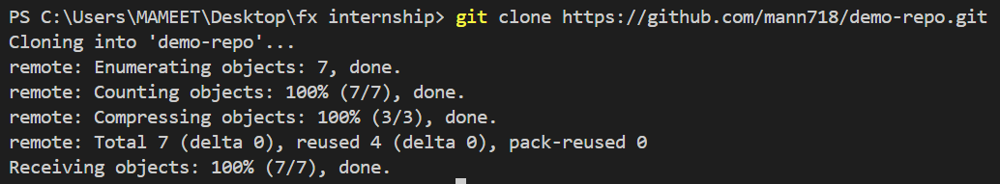 PS C:\Users\MAMEET\Desktop\fx internship> git clone https://github.com/mann718/demo-repo.git
Cloning into 'demo-repo'...
remote: Enumerating objects: 7, done.
remote: Counting objects: 100% (7/7), done.
remote: Compressing objects: 100% (3/3), done.
remote: Total 7 (delta 0), reused 4 (delta 0), pack-reused 0
Receiving objects: 100% (7/7), done.